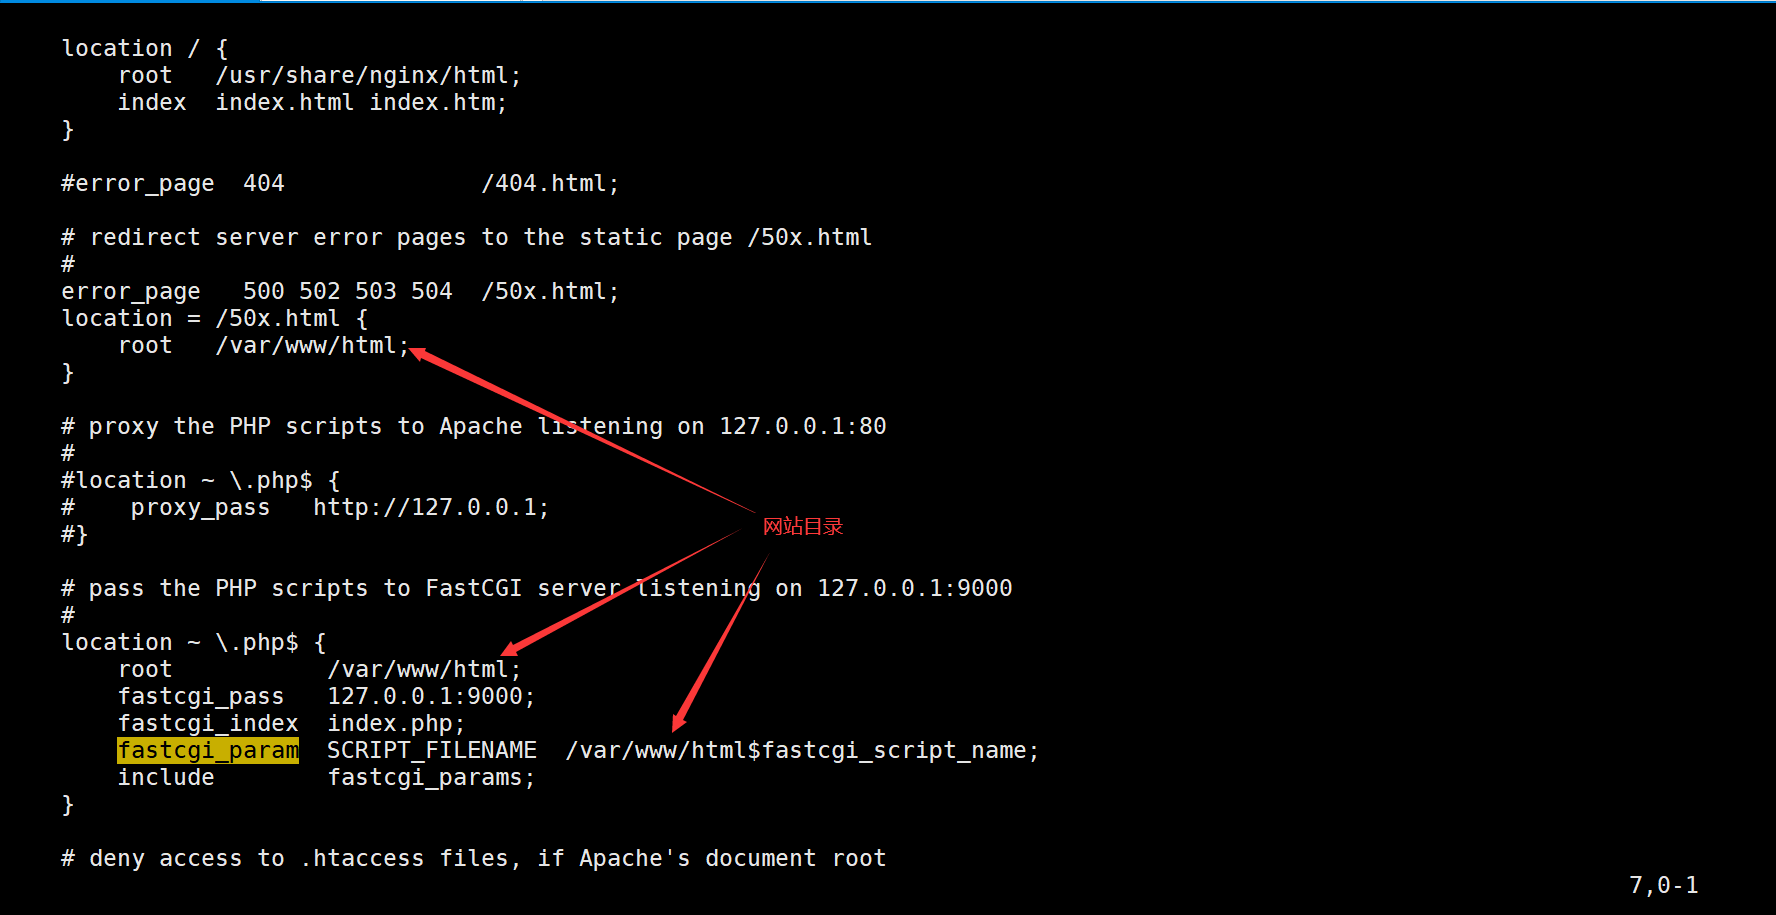 location / {
    root   /usr/share/nginx/html;
    index  index.html index.htm;
}
#error_page  404              /404.html;
# redirect server error pages to the static page /50x.html
#
error_page   500 502 503 504  /50x.html;
location = /50x.html {
    root   /var/www/html;
}
# proxy the PHP scripts to Apache listening on 127.0.0.1:80
#
#location ~ \.php$ {
#    proxy_pass   http://127.0.0.1;
网站目录
#}
# pass the PHP scripts to FastCGI server listening on 127.0.0.1:9000
#
location ~ \.php$ {
    root           /var/www/html;
    fastcgi_pass   127.0.0.1:9000;
    fastcgi_index  index.php;
    fastcgi_param  SCRIPT_FILENAME  /var/www/html$fastcgi_script_name;
    include        fastcgi_params;
}
# deny access to .htaccess files, if Apache's document root
7,0-1